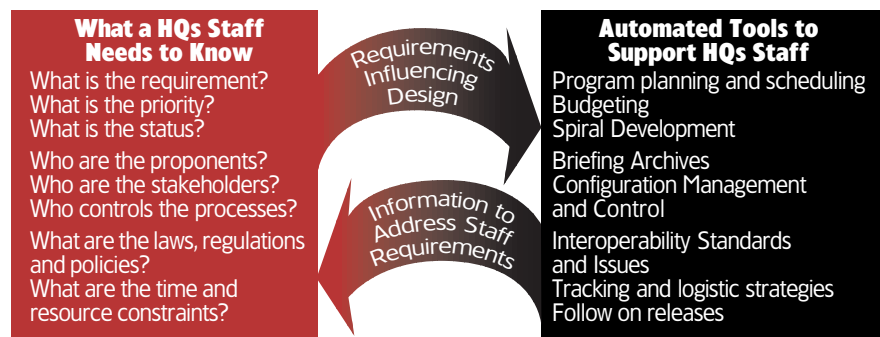 What a HQs Staff
Needs to Know
What is the requirement?
What is the priority?
What is the status?
Who are the proponents?
Who are the stakeholders?
Who controls the processes?
What are the laws, regulations
and policies?
What are the time and
resource constraints?
Requirements
Influencing
Design
Information to
Address Staff
Requirements
Automated Tools to
Support HQs Staff
Program planning and scheduling
Budgeting
Spiral Development
Briefing Archives
Configuration Management
and Control
Interoperability Standards
and Issues
Tracking and logistic strategies
Follow on releases